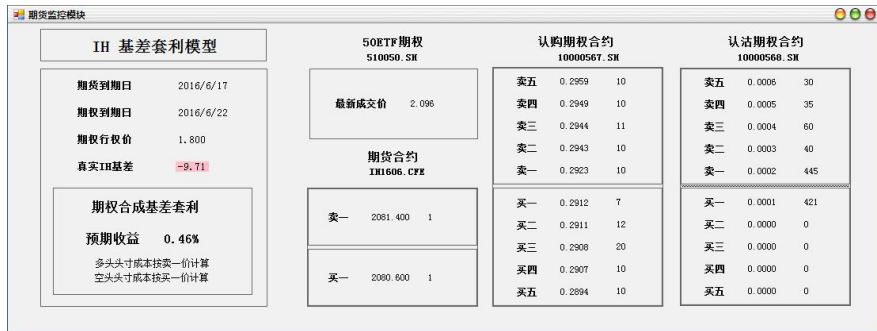 期货监控模块
IH 基差套利模型
期货到期日 2016/6/17
期权到期日 2016/6/22
期权行权价 1.800
真实IH基差 -9.71
期权合成基差套利
预期收益 0.46%
多头头寸成本按卖一价计算
空头头寸成本按买一价计算
50ETF期权
510050.SH
最新成交价 2.096
期货合约
IH1606.CFE
卖一 2081.400 1
买一 2080.600 1
认购期权合约
10000567.SH
卖五 0.2959 10
卖四 0.2949 10
卖三 0.2944 11
卖二 0.2943 10
卖一 0.2923 10
买一 0.2912 7
买二 0.2911 12
买三 0.2908 20
买四 0.2907 10
买五 0.2894 10
认沽期权合约
10000568.SH
卖五 0.0006 30
卖四 0.0005 35
卖三 0.0004 60
卖二 0.0003 40
卖一 0.0002 445
买一 0.0001 421
买二 0.0000 0
买三 0.0000 0
买四 0.0000 0
买五 0.0000 0